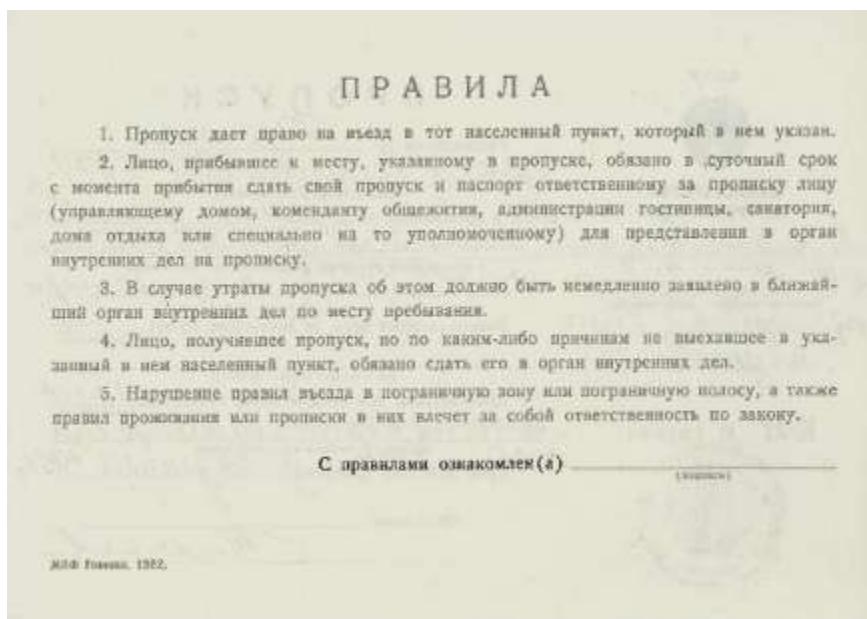 ПРАВИЛА
1. Пропуск дает право на въезд в тот населенный пункт, который в нем указан.
2. Лицо, прибывшее к месту, указанному в пропуске, обязано в суточный срок
с момента прибытия сдать свой пропуск и паспорт ответственному за прописку лицу
(управляющему домом, коменданту общежития, администрации гостиницы, санатория,
дома отдыха или специально на то уполномоченному) для представления в орган
внутренних дел на прописку.
3. В случае утраты пропуска об этом должно быть немедленно заявлено в ближай-
ший орган внутренних дел по месту пребывания.
4. Лицо, получившее пропуск, но по каким-либо причинам не выехавшее в ука-
занный в нем населенный пункт, обязано сдать его в орган внутренних дел.
5. Нарушение правил въезда в пограничную зону или пограничную полосу, а также
правил проживания или прописки в них влечет за собой ответственность по закону.
С правилами ознакомлен(а)
(подпись)
Гознака. 1982.